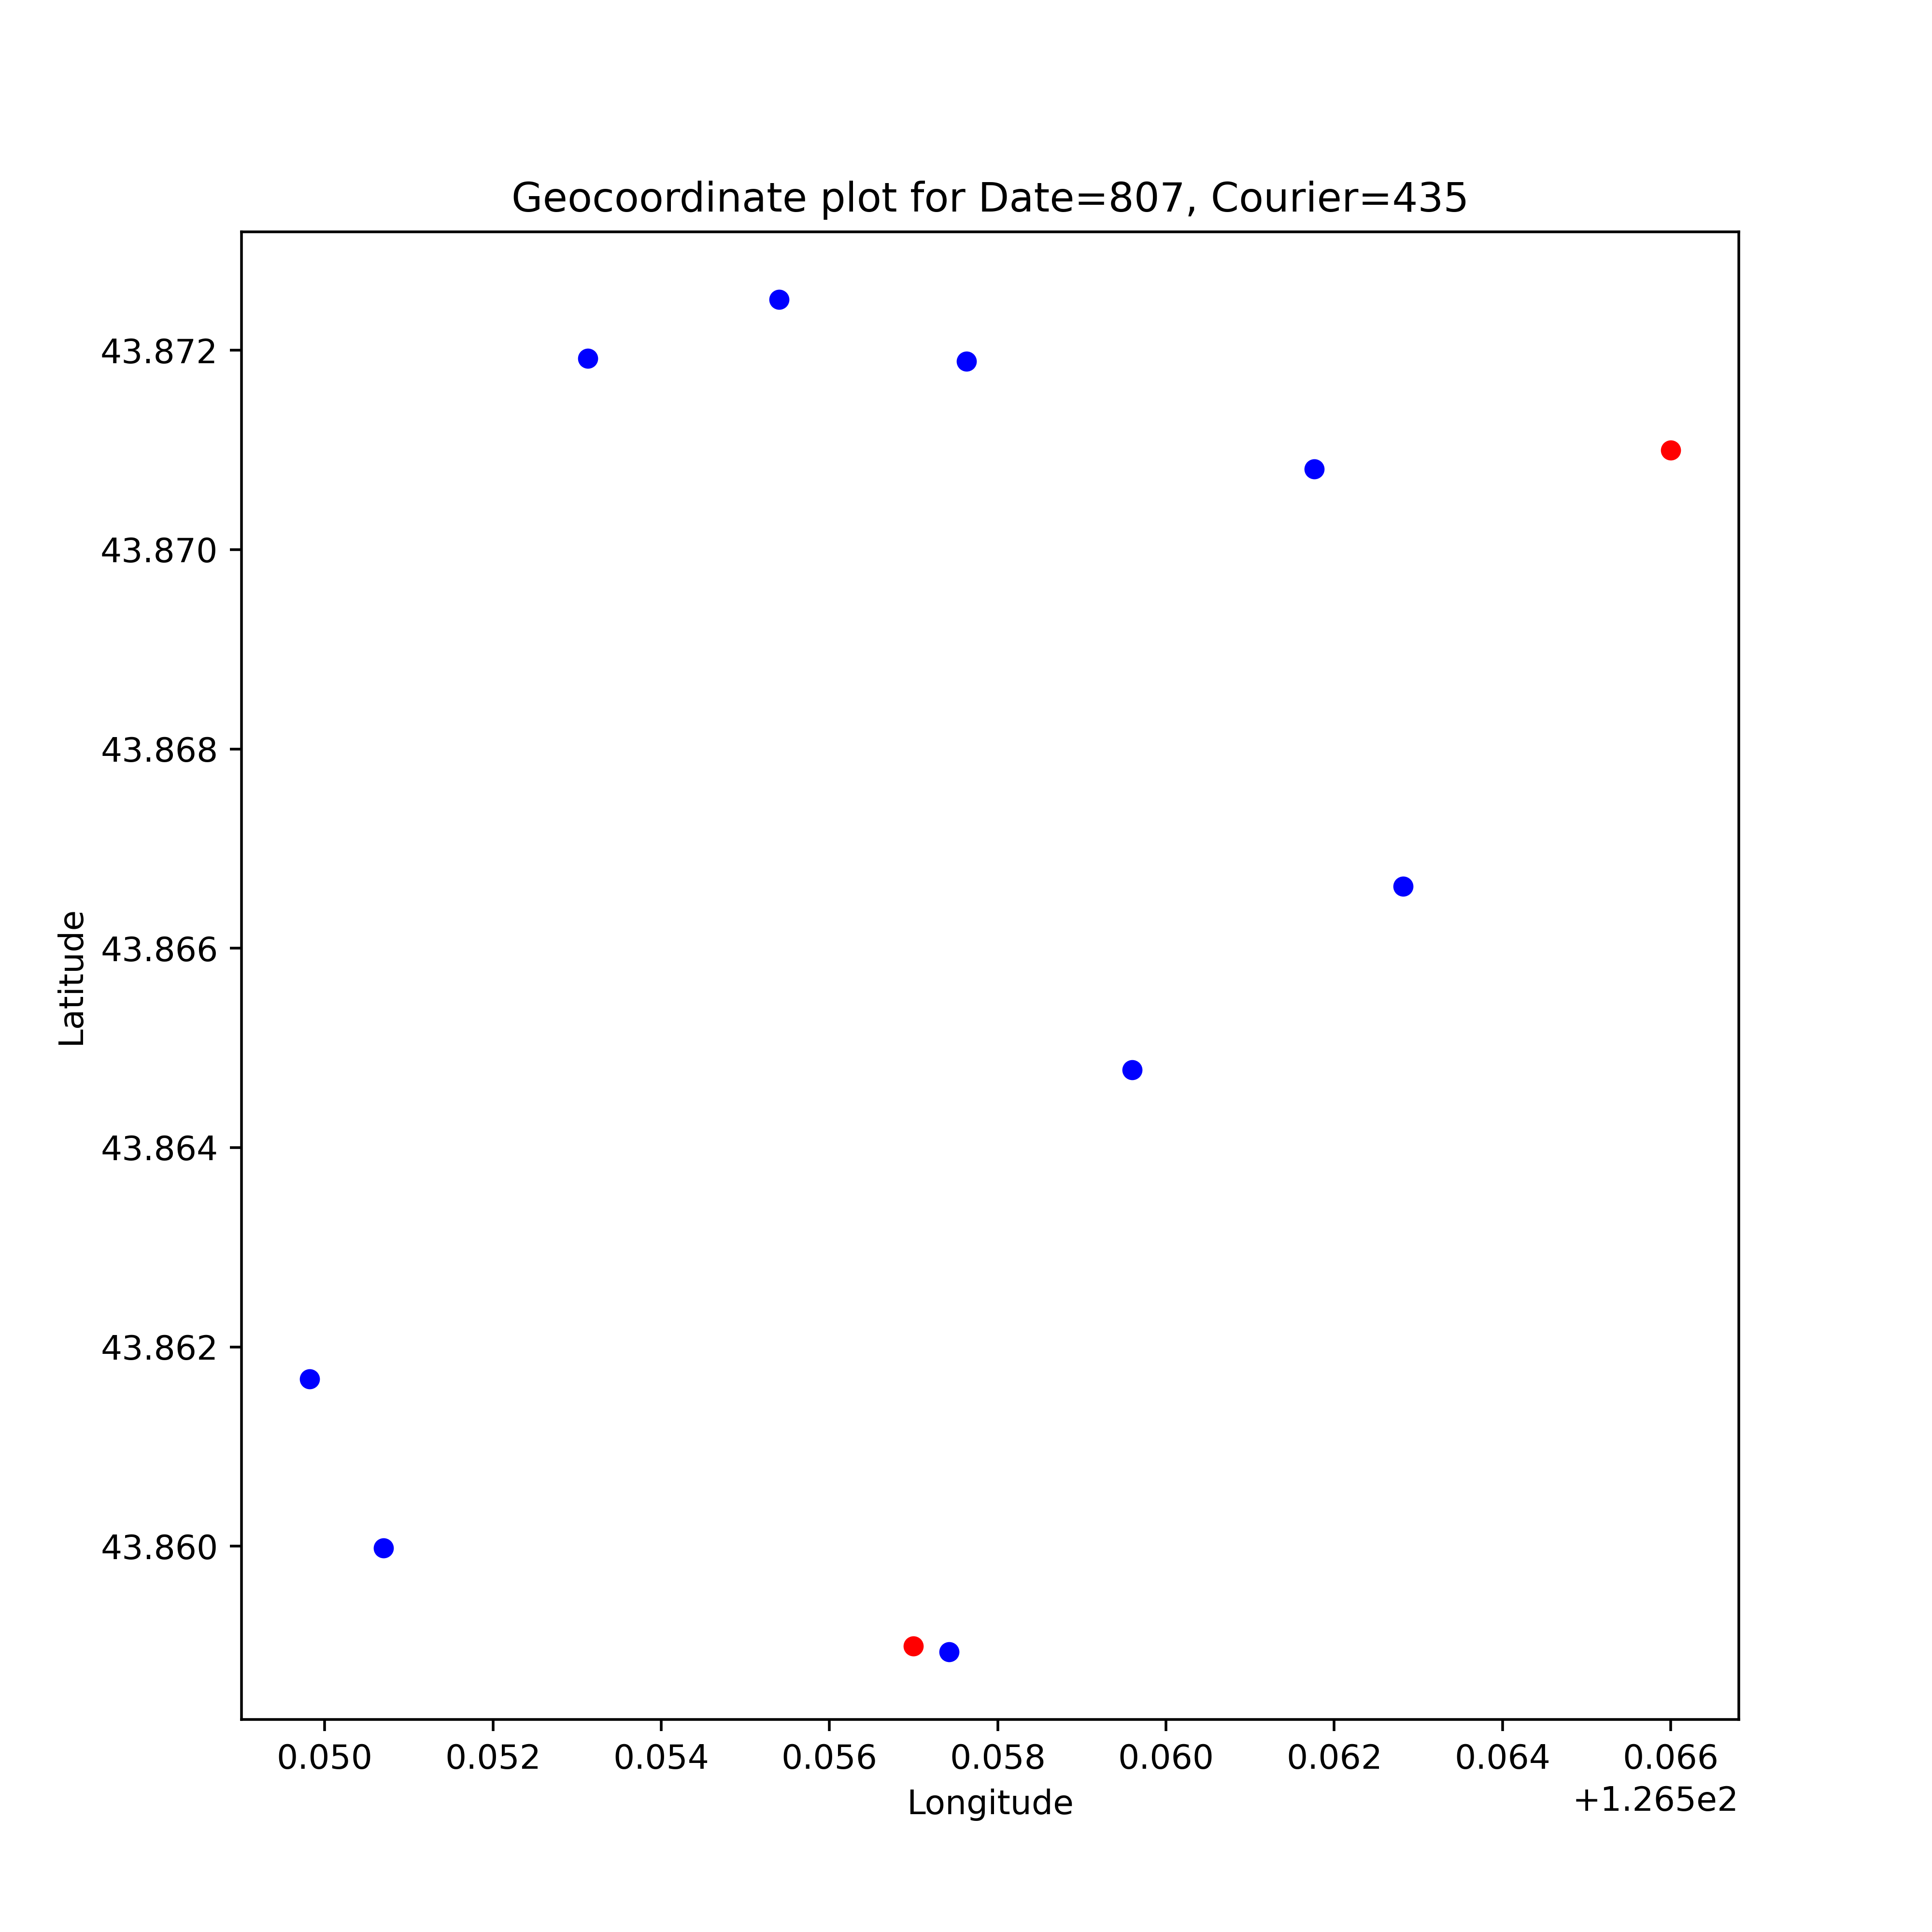 Geocoordinate plot for Date=807, Courier=435
43.872
43.870
43.868
43.866
43.864
43.862
43.860
Latitude
0.050 0.052 0.054 0.056 0.058 0.060 0.062 0.064 0.066
+1.265e2
Longitude